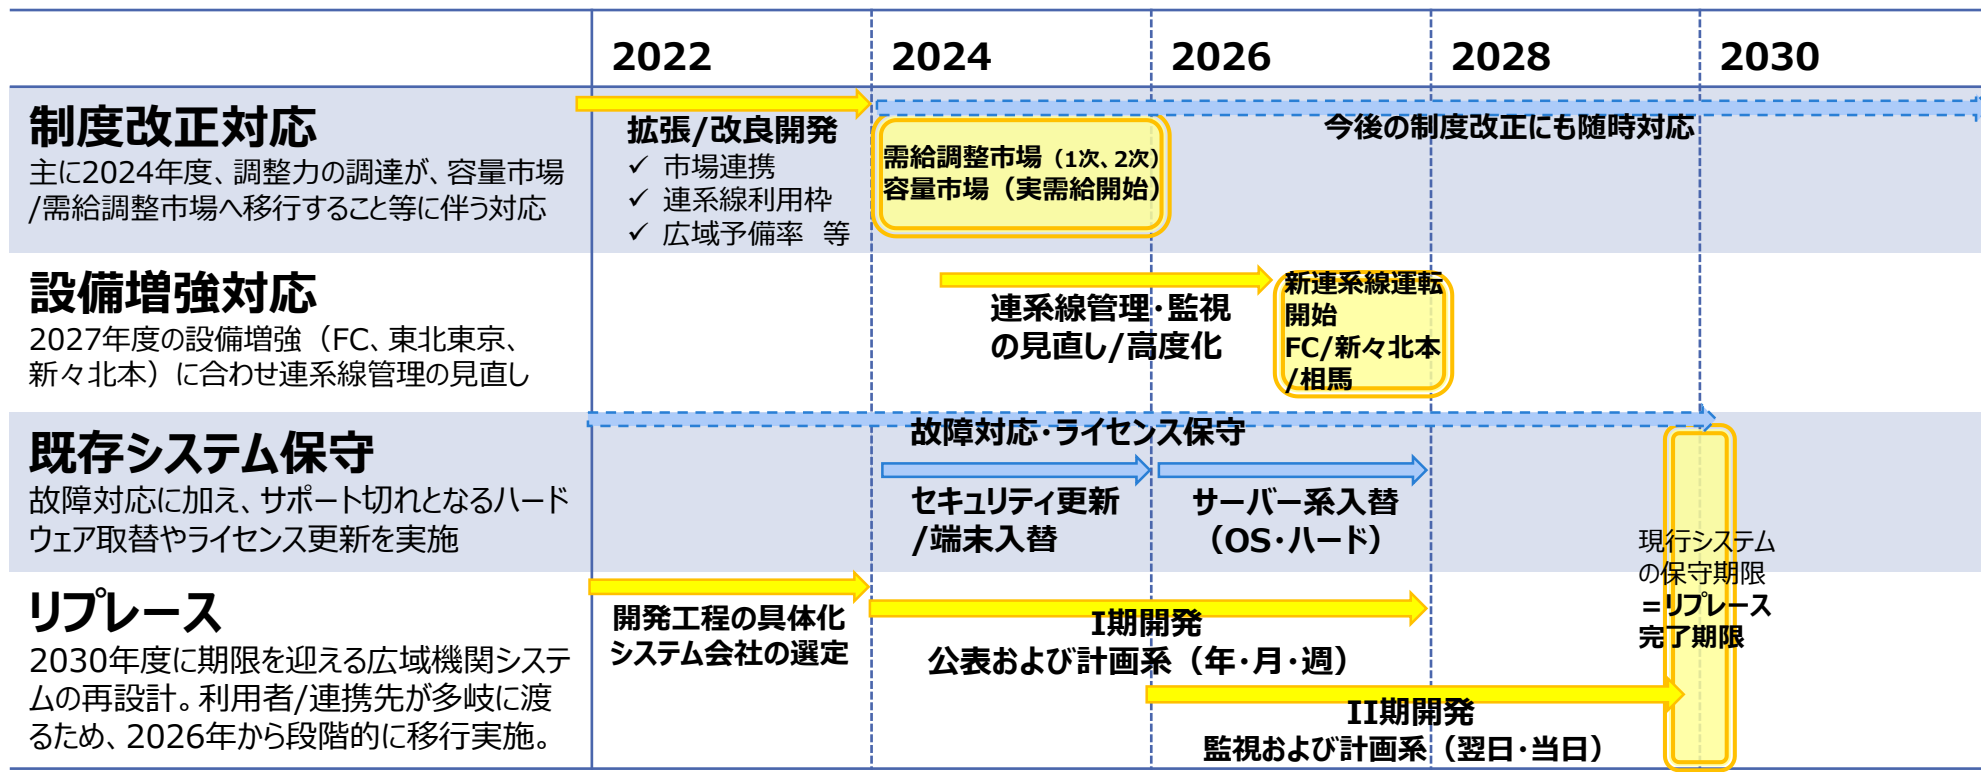 2022
2024
2026
2028
2030
制度改正対応
主に2024年度、調整力の調達が、容量市場
/需給調整市場へ移行すること等に伴う対応
拡張/改良開発
✓ 市場連携
✓ 連系線利用枠
✓ 広域予備率 等
需給調整市場（1次、2次）
容量市場（実需給開始）
今後の制度改正にも随時対応
設備増強対応
2027年度の設備増強（FC、東北東京、
新々北本）に合わせ連系線管理の見直し
連系線管理・監視
の見直し/高度化
新連系線運転
開始
FC/新々北本
/相馬
既存システム保守
故障対応に加え、サポート切れとなるハード
ウェア取替やライセンス更新を実施
故障対応・ライセンス保守
セキュリティ更新
/端末入替
サーバー系入替
（OS・ハード）
現行システム
の保守期限
＝リプレース
完了期限
リプレース
2030年度に期限を迎える広域機関システ
ムの再設計。利用者/連携先が多岐に渡
るため、2026年から段階的に移行実施。
開発工程の具体化
システム会社の選定
I期開発
公表および計画系（年・月・週）
II期開発
監視および計画系（翌日・当日）